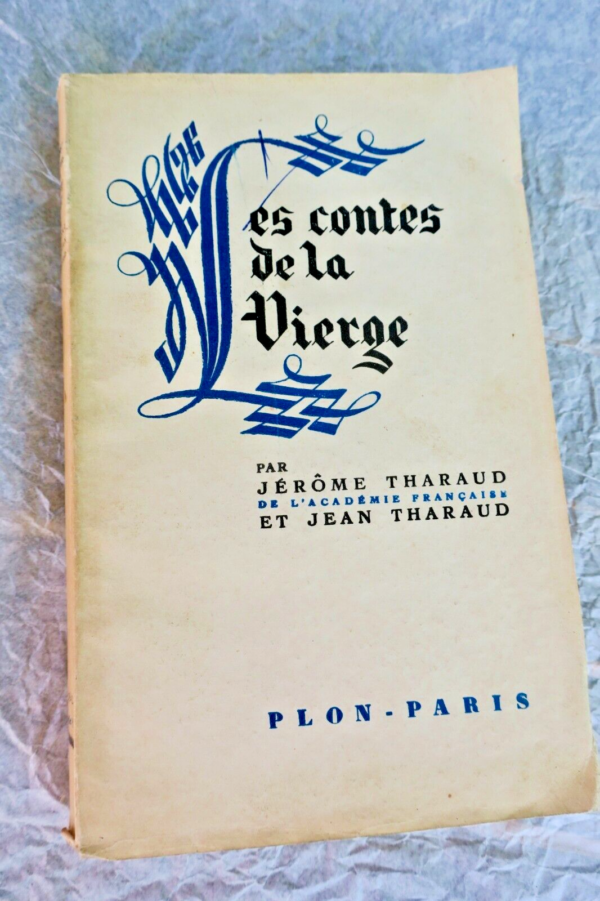 Les contes
de la
Vierge
PAR
JÉRÔME THARAUD
DE L'ACADÉMIE FRANÇAISE
ET JEAN THARAUD
PLON - PARIS